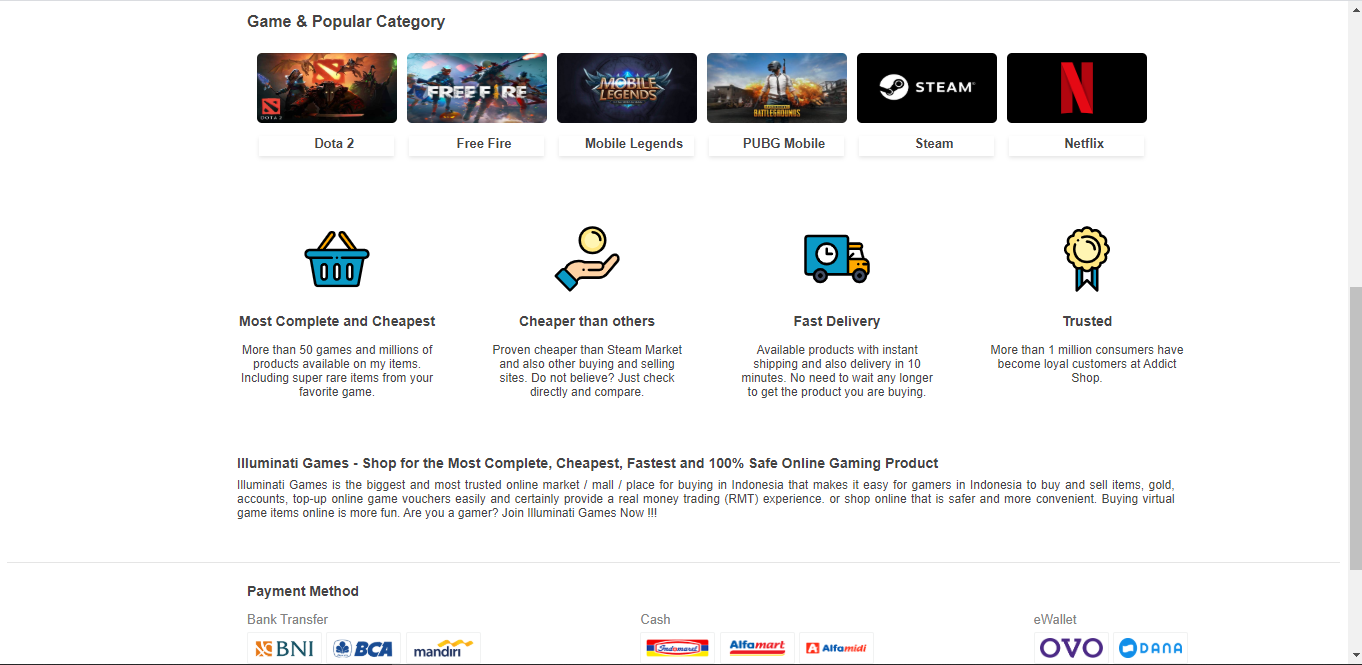 Game & Popular Category
DOTA 2
FREE FIRE
MOBILE
LEGENDS
BATTLEGROUNDS
STEAM
N
Dota 2
Free Fire
Mobile Legends
PUBG Mobile
Steam
Netflix
Most Complete and Cheapest
More than 50 games and millions of
products available on my items.
Including super rare items from your
favorite game.
Cheaper than others
Proven cheaper than Steam Market
and also other buying and selling
sites. Do not believe? Just check
directly and compare.
Fast Delivery
Available products with instant
shipping and also delivery in 10
minutes. No need to wait any longer
to get the product you are buying.
Trusted
More than 1 million consumers have
become loyal customers at Addict
Shop.
Illuminati Games - Shop for the Most Complete, Cheapest, Fastest and 100% Safe Online Gaming Product
Illuminati Games is the biggest and most trusted online market / mall / place for buying in Indonesia that makes it easy for gamers in Indonesia to buy and sell items, gold,
accounts, top-up online game vouchers easily and certainly provide a real money trading (RMT) experience. or shop online that is safer and more convenient. Buying virtual
game items online is more fun. Are you a gamer? Join Illuminati Games Now !!!
Payment Method
Bank Transfer
BNI
BCA
mandiri
Cash
Indomaret
Alfamart
Alfamidi
eWallet
OVO
DANA